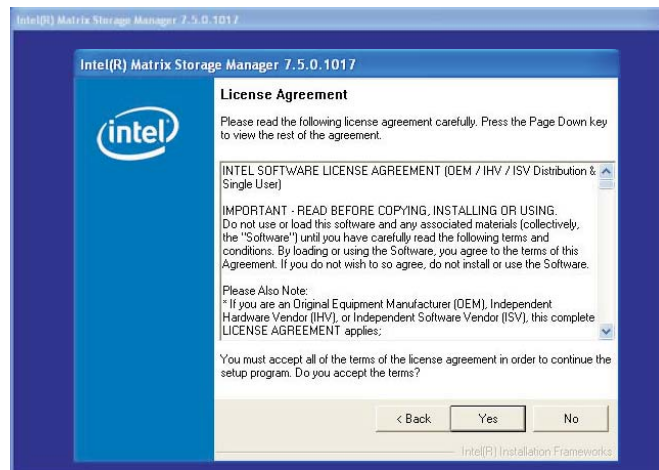 Intel(R) Matrix Storage Manager 7.5.0.1017
Intel(R) Matrix Storage Manager 7.5.0.1017
intel
License Agreement
Please read the following license agreement carefully. Press the Page Down key
to view the rest of the agreement.
INTEL SOFTWARE LICENSE AGREEMENT (OEM / IHV / ISV Distribution &
Single User)
IMPORTANT - READ BEFORE COPYING, INSTALLING OR USING.
Do not use or load this software and any associated materials (collectively,
the "Software") until you have carefully read the following terms and
conditions. By loading or using the Software, you agree to the terms of this
Agreement. If you do not wish to so agree, do not install or use the Software.
Please Also Note:
* If you are an Original Equipment Manufacturer (OEM), Independent
Hardware Vendor (IHV), or Independent Software Vendor (ISV), this complete
LICENSE AGREEMENT applies;
You must accept all of the terms of the license agreement in order to continue the
setup program. Do you accept the terms?
< Back Yes No
Intel(R) Installation Frameworks